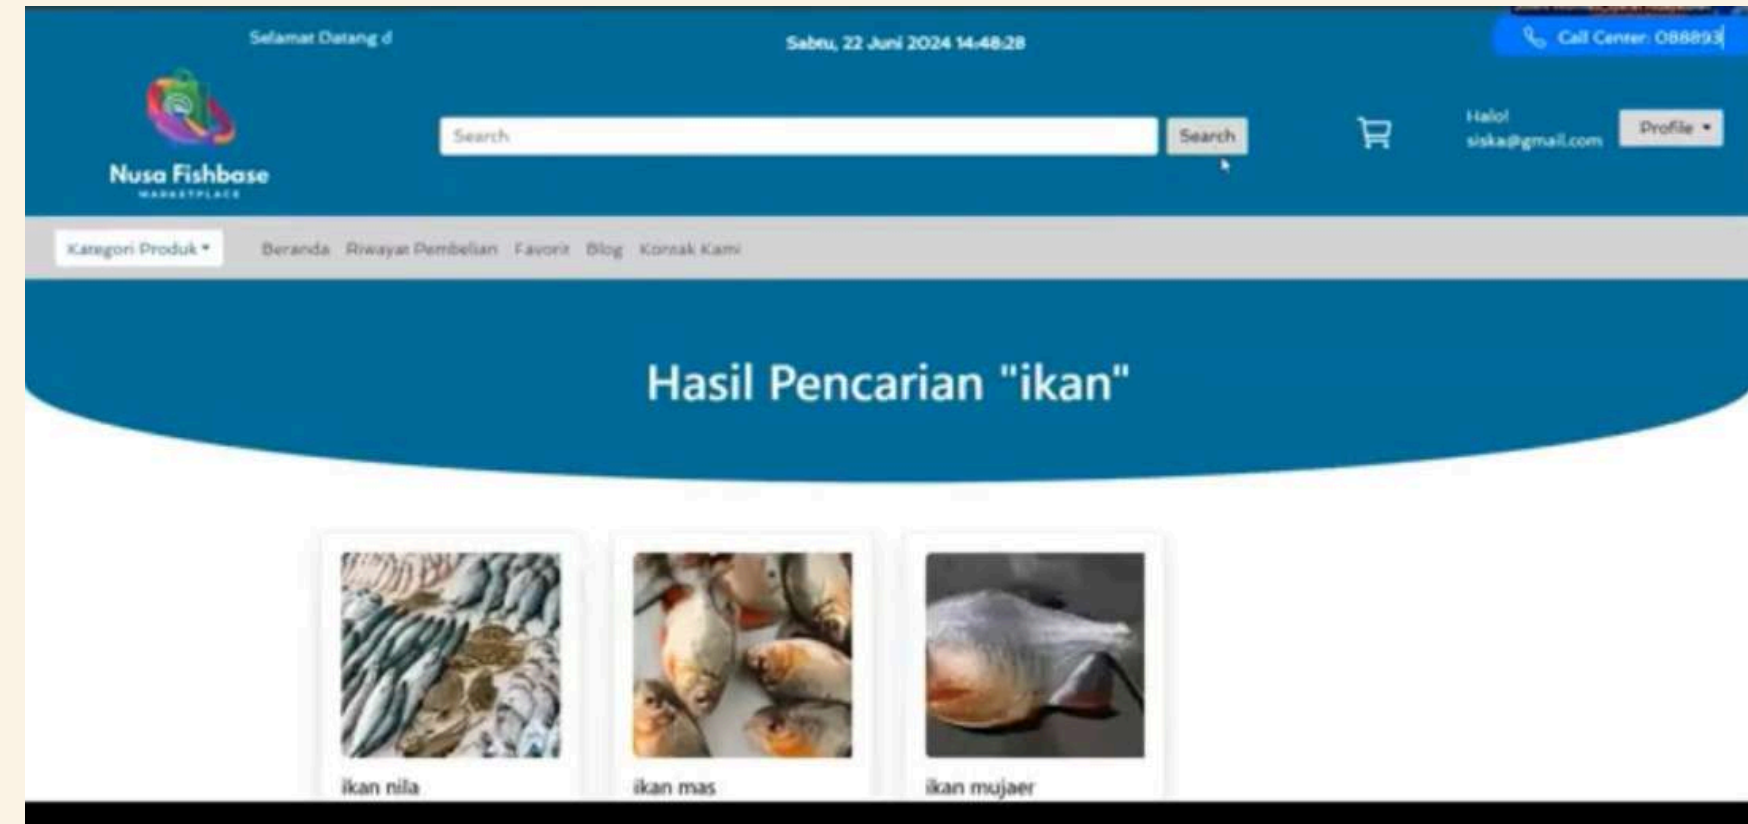 Selamat Datang d
Sabtu, 22 Juni 2024 14:48:28
Call Center: 088893
Nusa Fishbase
MARKETPLACE
Search
Search
Halo!
siska@gmail.com
Profile
Kategori Produk
Beranda Riwayat Pembelian Favorit Blog Kontak Kami
Hasil Pencarian "ikan"
ikan nila
ikan mas
ikan mujaer